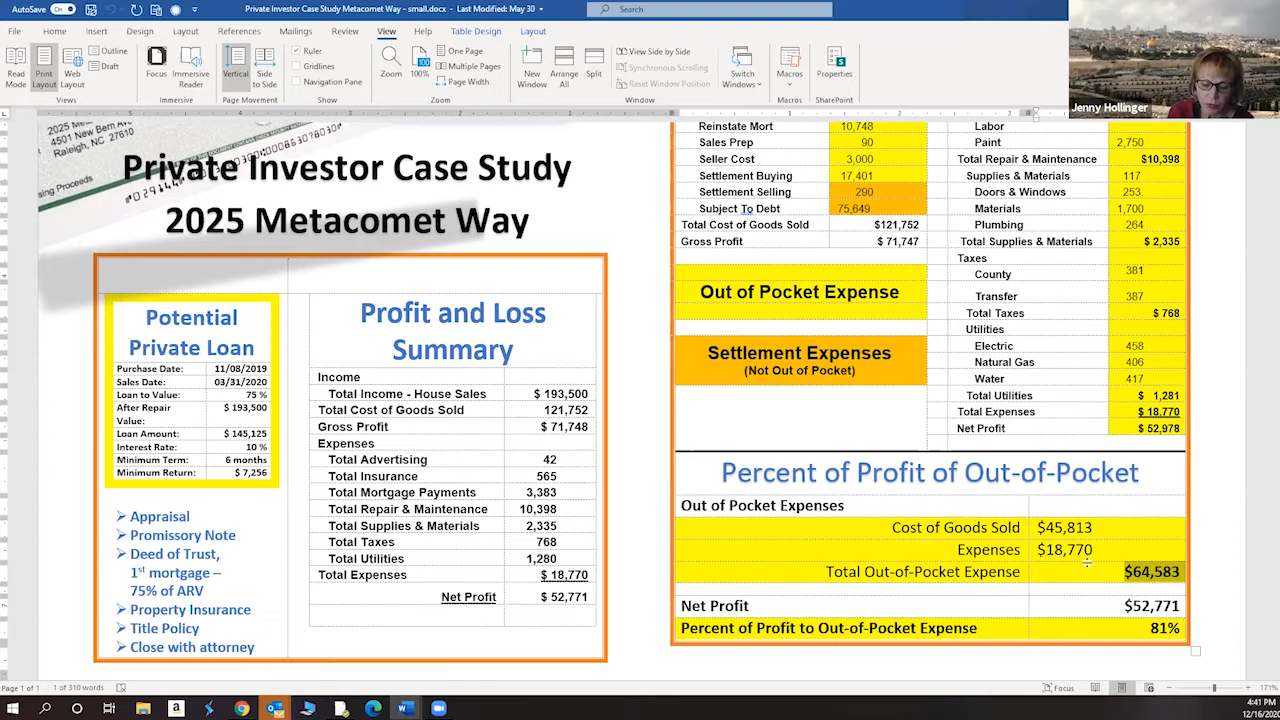 AutoSave On
Private Investor Case Study Metacomet Way - small.docx - Last Modified: May 30
Search
File Home Insert Draw Design Layout References Mailings Review View Help Table Design Layout
Read Mode
Print Layout
Web Layout
Outline
Draft
Views
Focus
Immersive Reader
Immersive
Vertical
Side to Side
Page Movement
Ruler
Gridlines
Navigation Pane
Show
Zoom
100%
One Page
Multiple Pages
Page Width
Zoom
New Window
Arrange All
Split
View Side by Side
Synchronous Scrolling
Reset Window Position
Switch Windows
Window
Macros
Macros
Properties
SharePoint
Jenny Hollinger
2025 Met
4501 New Bern Av
Raleigh, NC 27610
sing Proceeds
Private Investor Case Study
2025 Metacomet Way
Potential
Private Loan
Purchase Date: 11/08/2019
Sales Date: 03/31/2020
Loan to Value: 75 %
After Repair Value: $ 193,500
Loan Amount: $ 145,125
Interest Rate: 10 %
Minimum Term: 6 months
Minimum Return: $ 7,256
Appraisal
Promissory Note
Deed of Trust,
1st mortgage –
75% of ARV
Property Insurance
Title Policy
Close with attorney
Profit and Loss
Summary
Income
Total Income - House Sales $ 193,500
Total Cost of Goods Sold 121,752
Gross Profit $ 71,748
Expenses
Total Advertising 42
Total Insurance 565
Total Mortgage Payments 3,383
Total Repair & Maintenance 10,398
Total Supplies & Materials 2,335
Total Taxes 768
Total Utilities 1,280
Total Expenses $ 18,770
Net Profit $ 52,771
Reinstate Mort 10,748
Sales Prep 90
Seller Cost 3,000
Settlement Buying 17,401
Settlement Selling 290
Subject To Debt 75,649
Total Cost of Goods Sold $121,752
Gross Profit $ 71,747
Out of Pocket Expense
Settlement Expenses
(Not Out of Pocket)
Labor
Paint 2,750
Total Repair & Maintenance $10,398
Supplies & Materials 117
Doors & Windows 253.
Materials 1,700
Plumbing 264
Total Supplies & Materials $ 2,335
Taxes
County 381
Transfer 387
Total Taxes $ 768
Utilities
Electric 458
Natural Gas 406
Water 417
Total Utilities $ 1,281
Total Expenses $ 18,770
Net Profit $ 52,978
Percent of Profit of Out-of-Pocket
Out of Pocket Expenses
Cost of Goods Sold $45,813
Expenses $18,770
Total Out-of-Pocket Expense $64,583
Net Profit $52,771
Percent of Profit to Out-of-Pocket Expense 81%
Page 1 of 1 1 of 310 words
Focus
171%
4:41 PM
12/16/2020